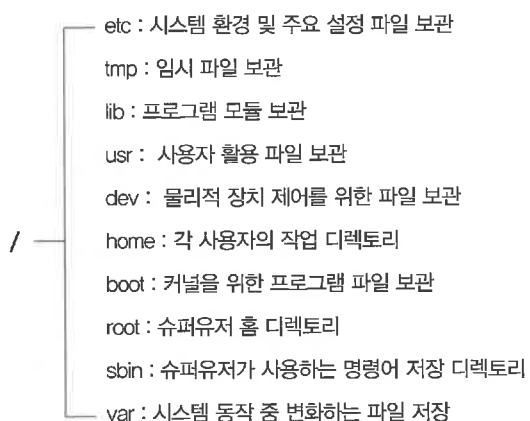 etc : 시스템 환경 및 주요 설정 파일 보관
tmp : 임시 파일 보관
lib : 프로그램 모듈 보관
usr : 사용자 활용 파일 보관
dev : 물리적 장치 제어를 위한 파일 보관
/
home : 각 사용자의 작업 디렉토리
boot : 커널을 위한 프로그램 파일 보관
root : 슈퍼유저 홈 디렉토리
sbin : 슈퍼유저가 사용하는 명령어 저장 디렉토리
var : 시스템 동작 중 변화하는 파일 저장